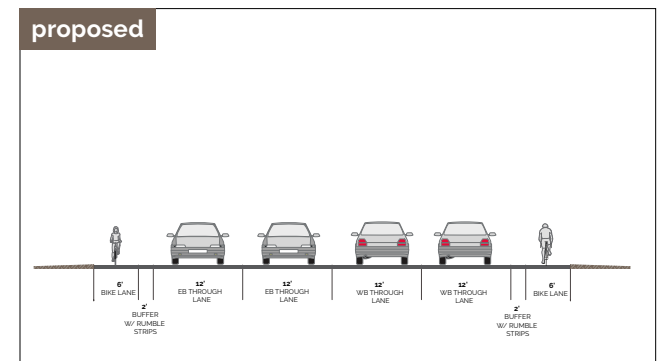 proposed
6'
BIKE LANE
2'
BUFFER
W/ RUMBLE
STRIPS
12'
EB THROUGH
LANE
12'
EB THROUGH
LANE
12'
WB THROUGH
LANE
12'
WB THROUGH
LANE
2'
BUFFER
W/ RUMBLE
STRIPS
6'
BIKE LANE